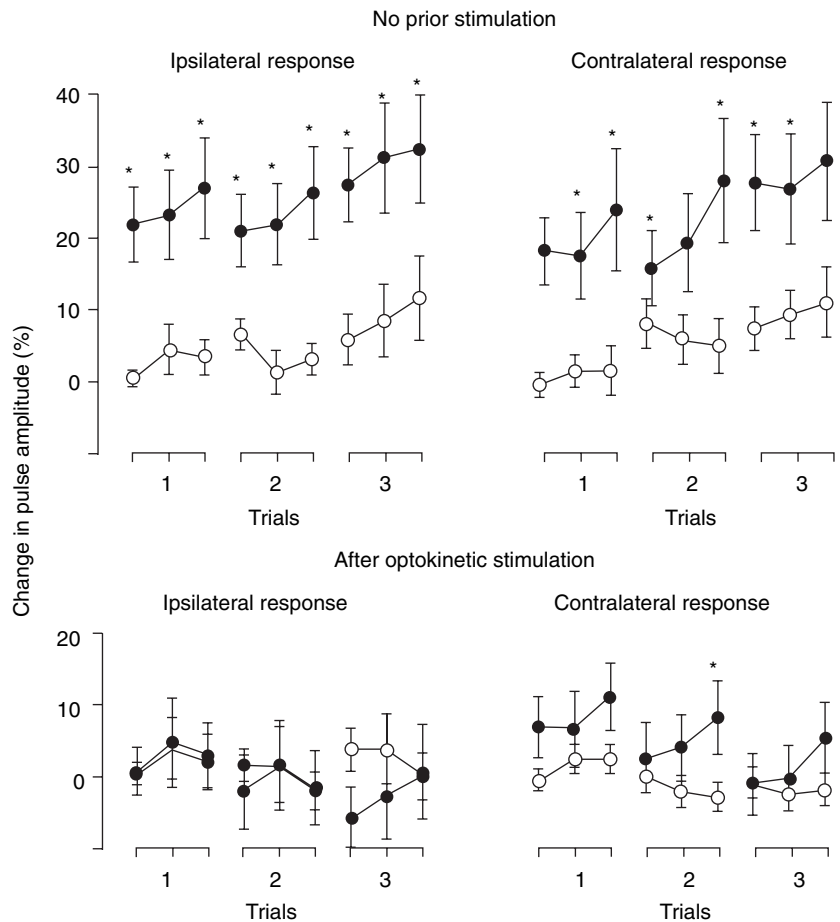 No prior stimulation
Ipsilateral response
Contralateral response
* * * * * * * * *
* * * * * *
40
30
20
10
0
1 2 3
Trials
1 2 3
Trials
Change in pulse amplitude (%)
After optokinetic stimulation
Ipsilateral response
Contralateral response
*
20
10
0
1 2 3
Trials
1 2 3
Trials